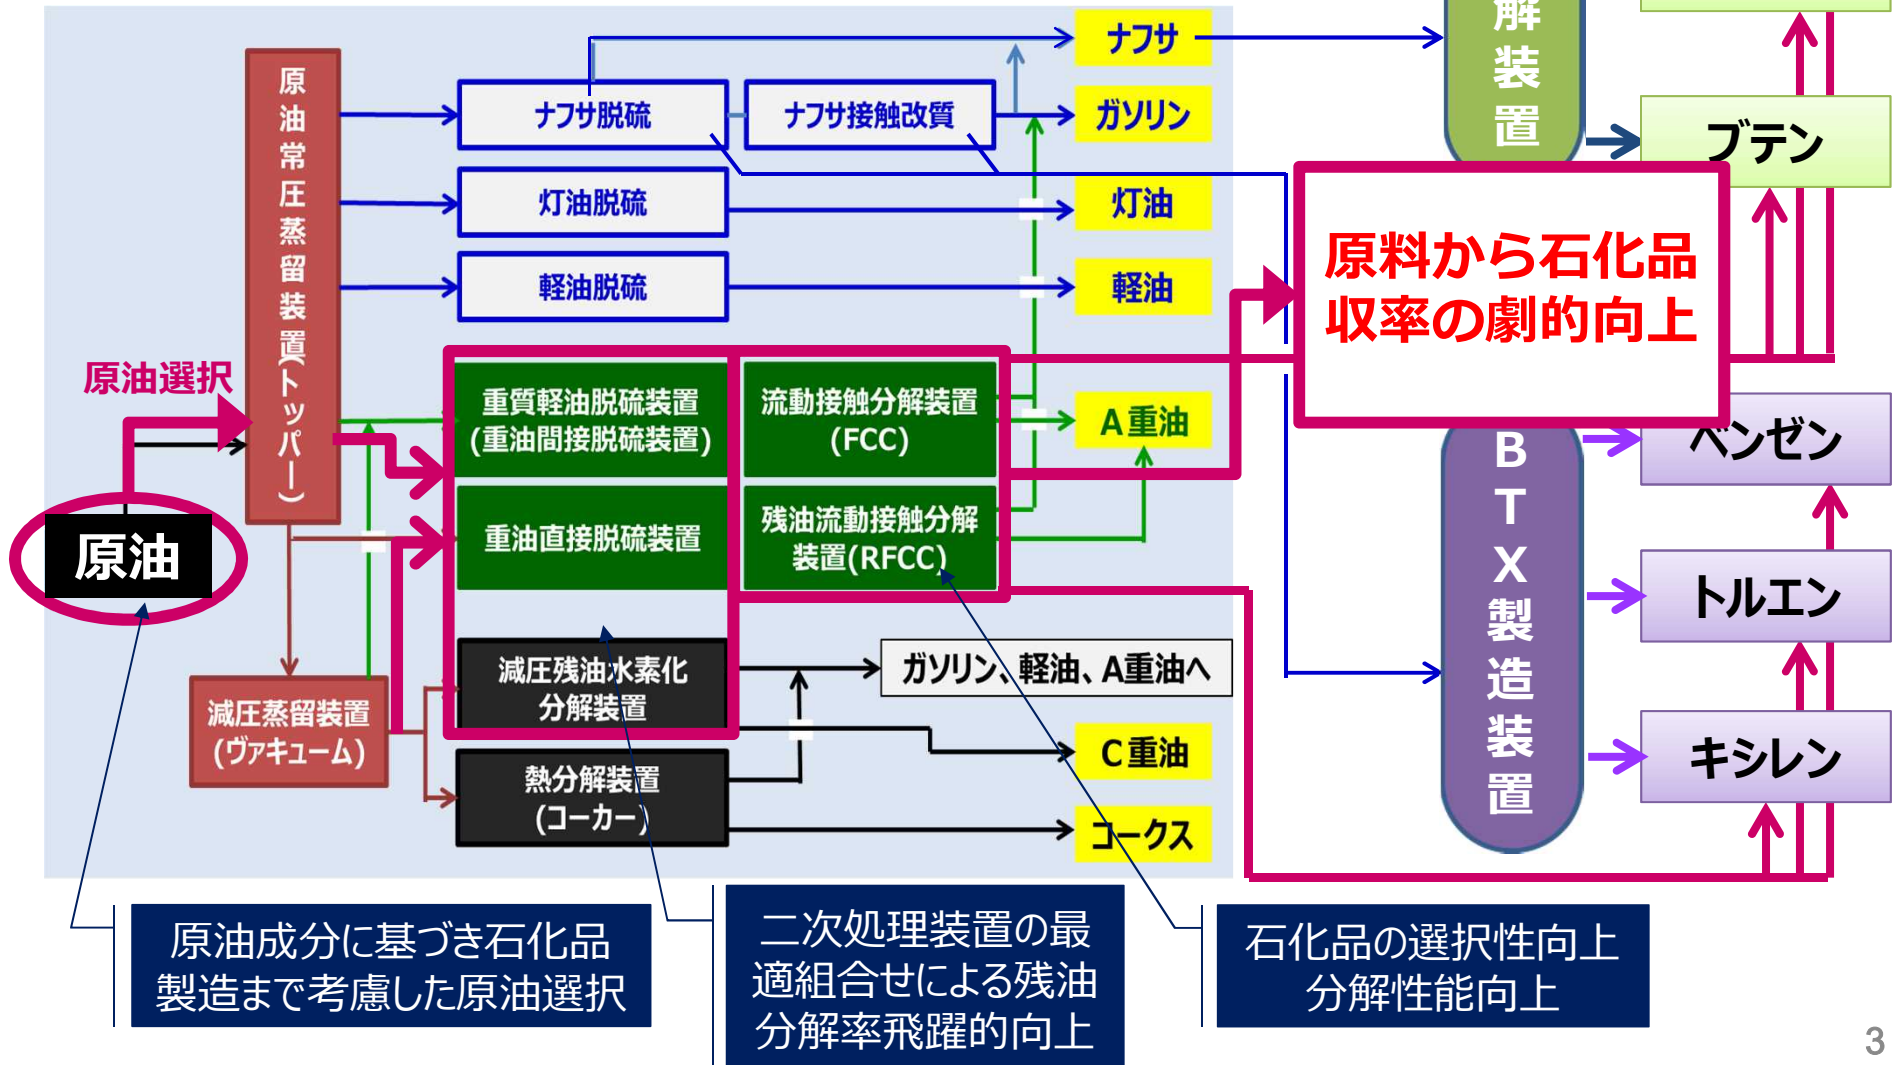 原油選択
原油
原油常圧蒸留装置(トッパー)
減圧蒸留装置
(ヴァキューム)
ナフサ脱硫
ナフサ接触改質
灯油脱硫
軽油脱硫
重質軽油脱硫装置
(重油間接脱硫装置)
流動接触分解装置
(FCC)
重油直接脱硫装置
残油流動接触分解
装置(RFCC)
減圧残油水素化
分解装置
熱分解装置
(コーカー)
ナフサ
ガソリン
灯油
軽油
A重油
ガソリン、軽油、A重油へ
C重油
コークス
解装置
ブテン
原料から石化品
収率の劇的向上
BTX製造装置
ベンゼン
トルエン
キシレン
原油成分に基づき石化品
製造まで考慮した原油選択
二次処理装置の最
適組合せによる残油
分解率飛躍的向上
石化品の選択性向上
分解性能向上
3